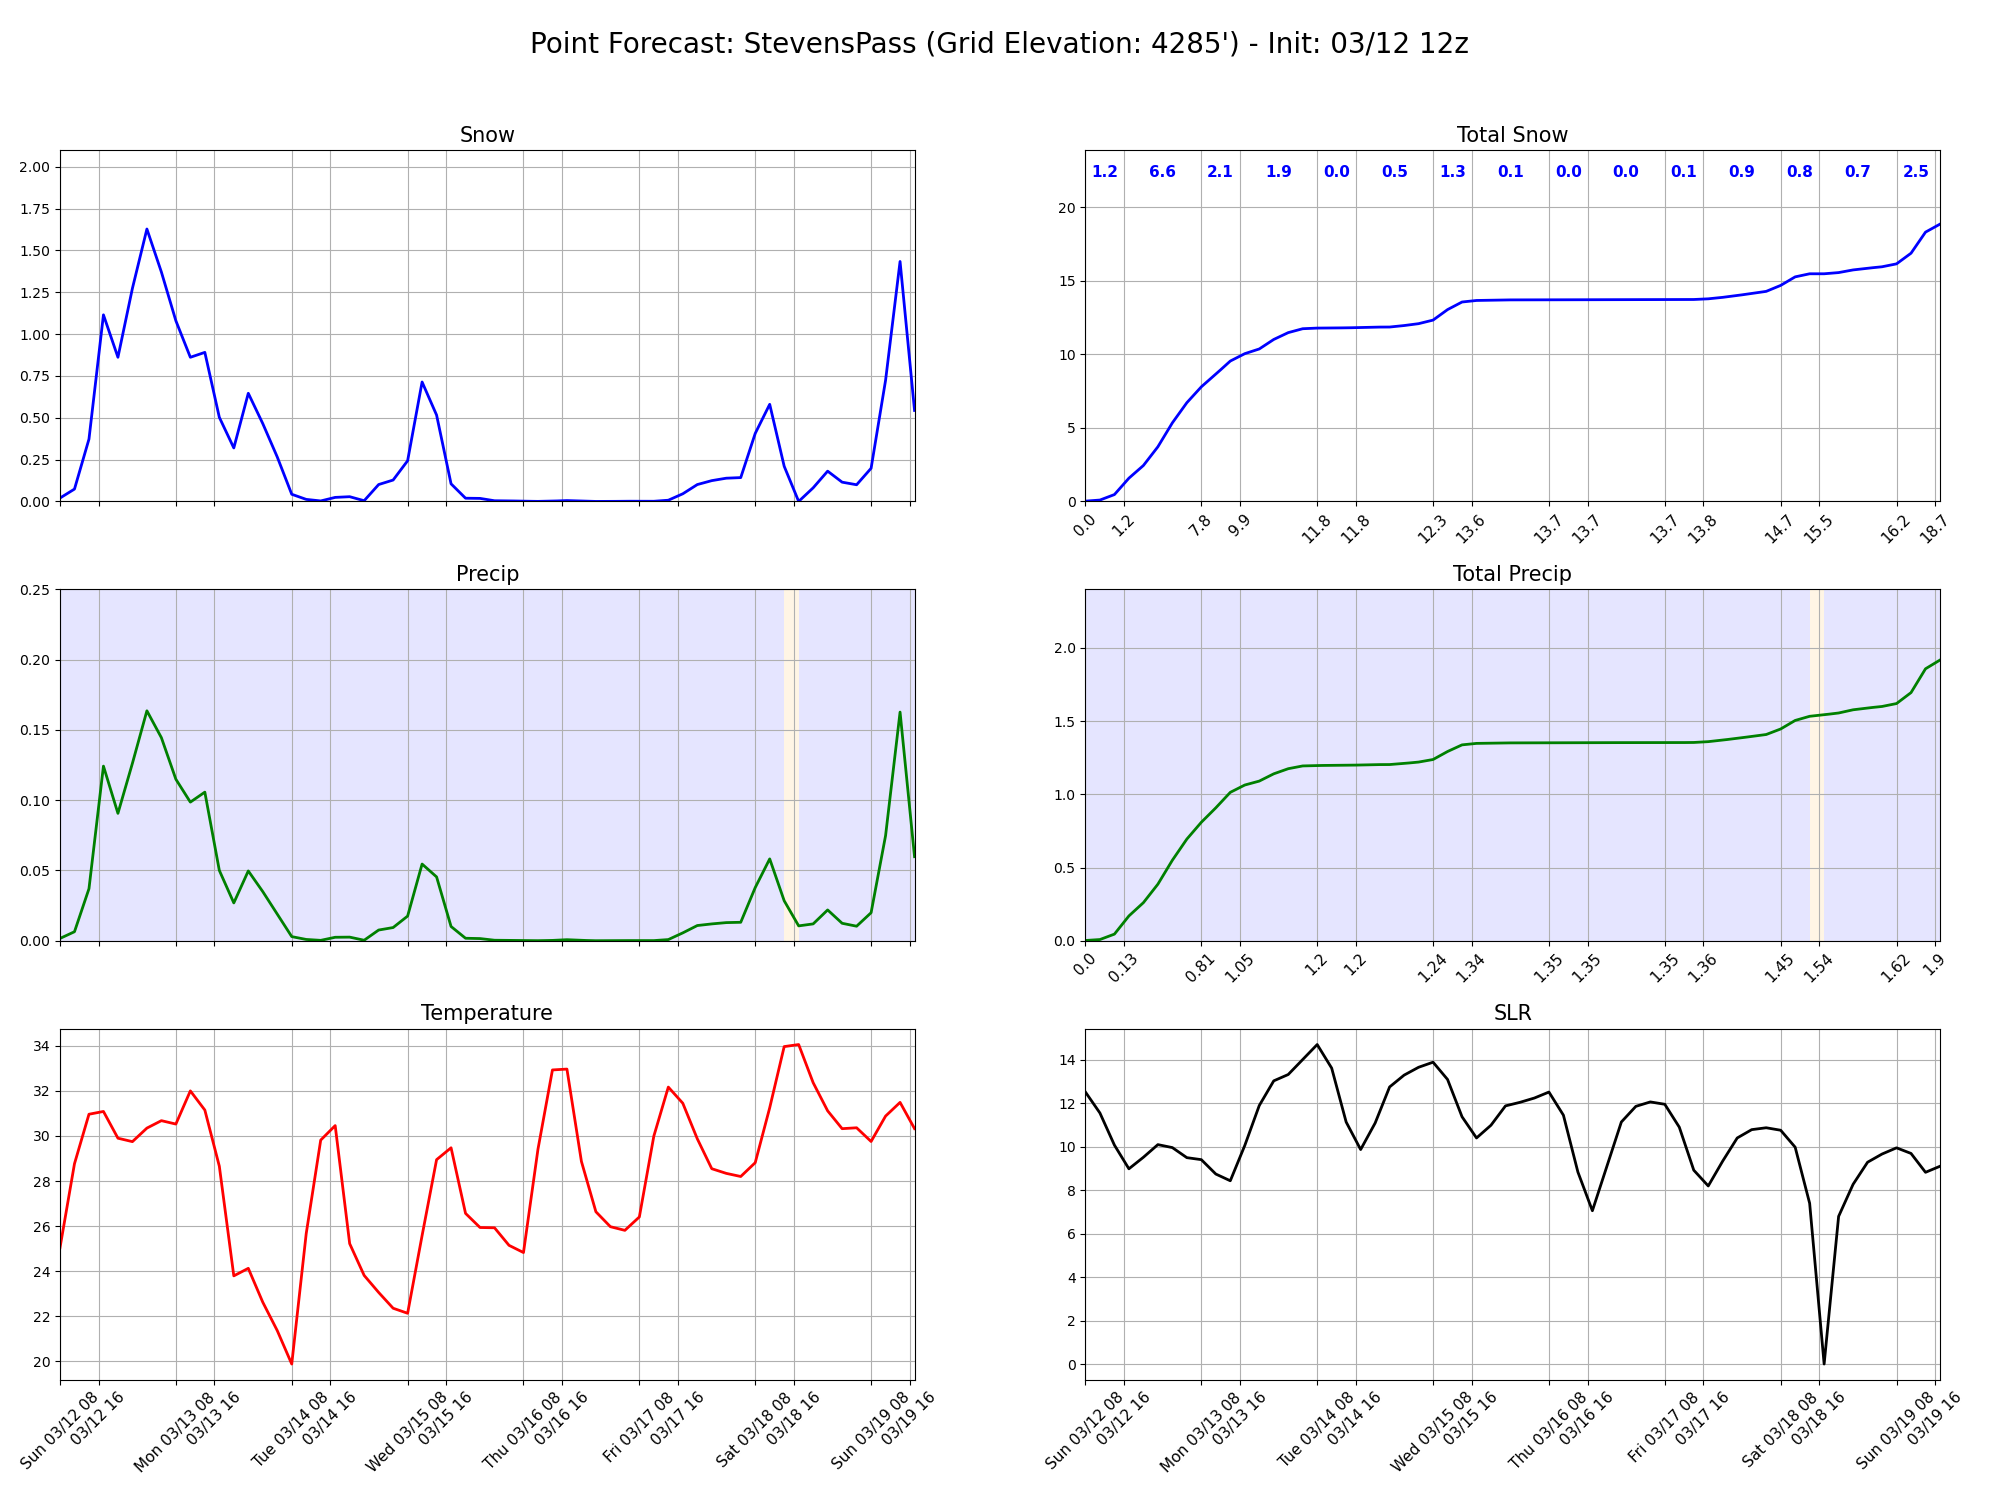 Point Forecast: StevensPass (Grid Elevation: 4285') - Init: 03/12 12z
Snow
2.00
1.75
1.50
1.25
1.00
0.75
0.50
0.25
0.00
Total Snow
1.2 6.6 2.1 1.9 0.0 0.5 1.3 0.1 0.0 0.0 0.1 0.9 0.8 0.7 2.5
20
15
10
5
0
0.0 1.2 7.8 9.9 11.8 11.8 12.3 13.6 13.7 13.7 13.7 13.8 14.7 15.5 16.2 18.7
Precip
0.25
0.20
0.15
0.10
0.05
0.00
Total Precip
2.0
1.5
1.0
0.5
0.0
0.0 0.13 0.81 1.05 1.2 1.2 1.24 1.34 1.35 1.35 1.35 1.36 1.45 1.54 1.62 1.9
Temperature
34
32
30
28
26
24
22
20
Sun 03/12 08
03/12 16
Mon 03/13 08
03/13 16
Tue 03/14 08
03/14 16
Wed 03/15 08
03/15 16
Thu 03/16 08
03/16 16
Fri 03/17 08
03/17 16
Sat 03/18 08
03/18 16
Sun 03/19 08
03/19 16
SLR
14
12
10
8
6
4
2
0
Sun 03/12 08
03/12 16
Mon 03/13 08
03/13 16
Tue 03/14 08
03/14 16
Wed 03/15 08
03/15 16
Thu 03/16 08
03/16 16
Fri 03/17 08
03/17 16
Sat 03/18 08
03/18 16
Sun 03/19 08
03/19 16